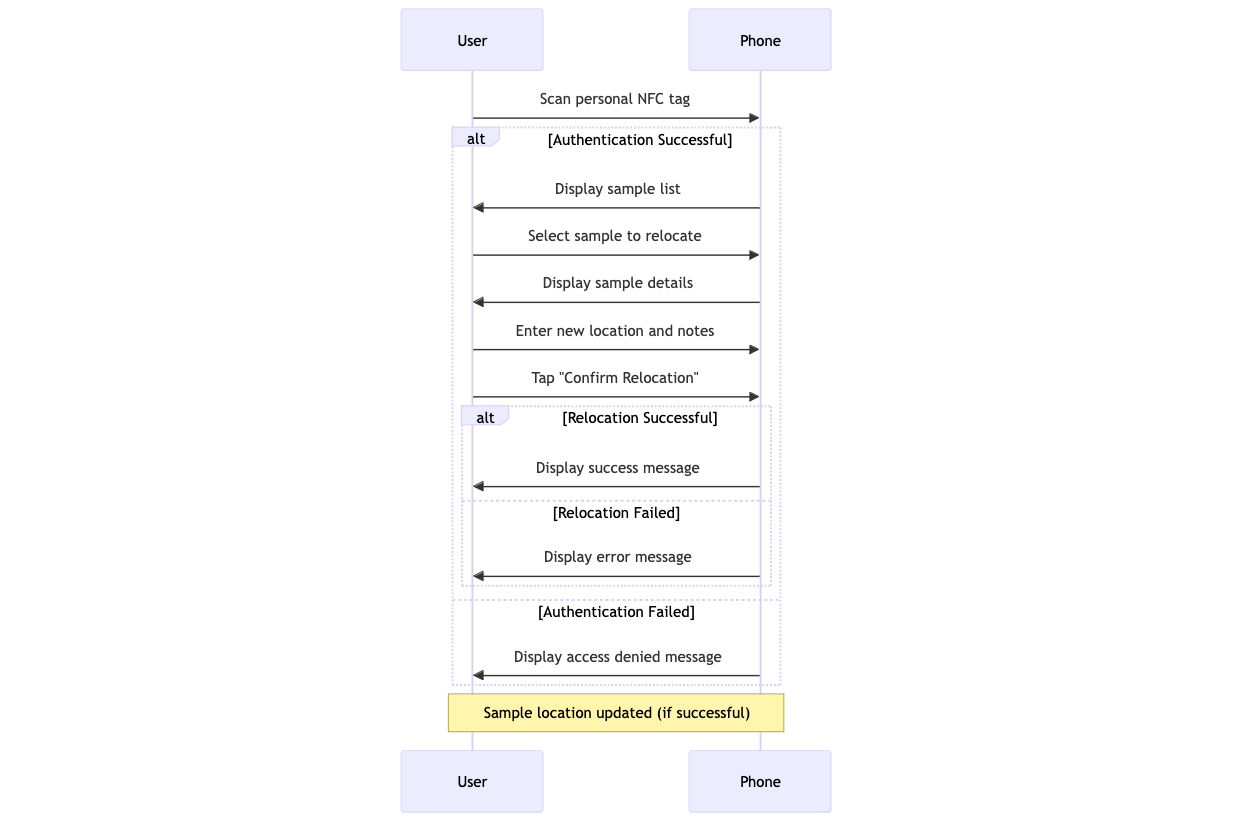 User
Phone
Scan personal NFC tag
alt
[Authentication Successful]
Display sample list
Select sample to relocate
Display sample details
Enter new location and notes
Tap "Confirm Relocation"
alt
[Relocation Successful]
Display success message
[Relocation Failed]
Display error message
[Authentication Failed]
Display access denied message
Sample location updated (if successful)
User
Phone